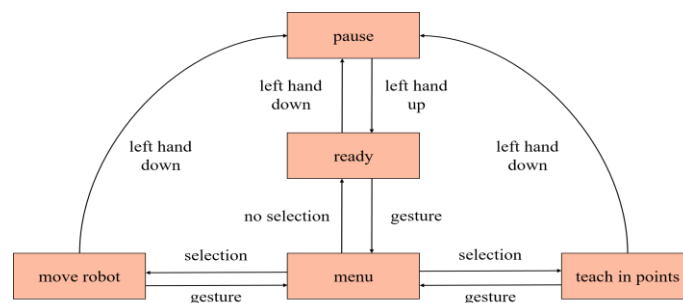 pause
left hand
down
left hand
up
left hand
down
left hand
down
ready
no selection
gesture
selection
selection
move robot
menu
teach in points
gesture
gesture